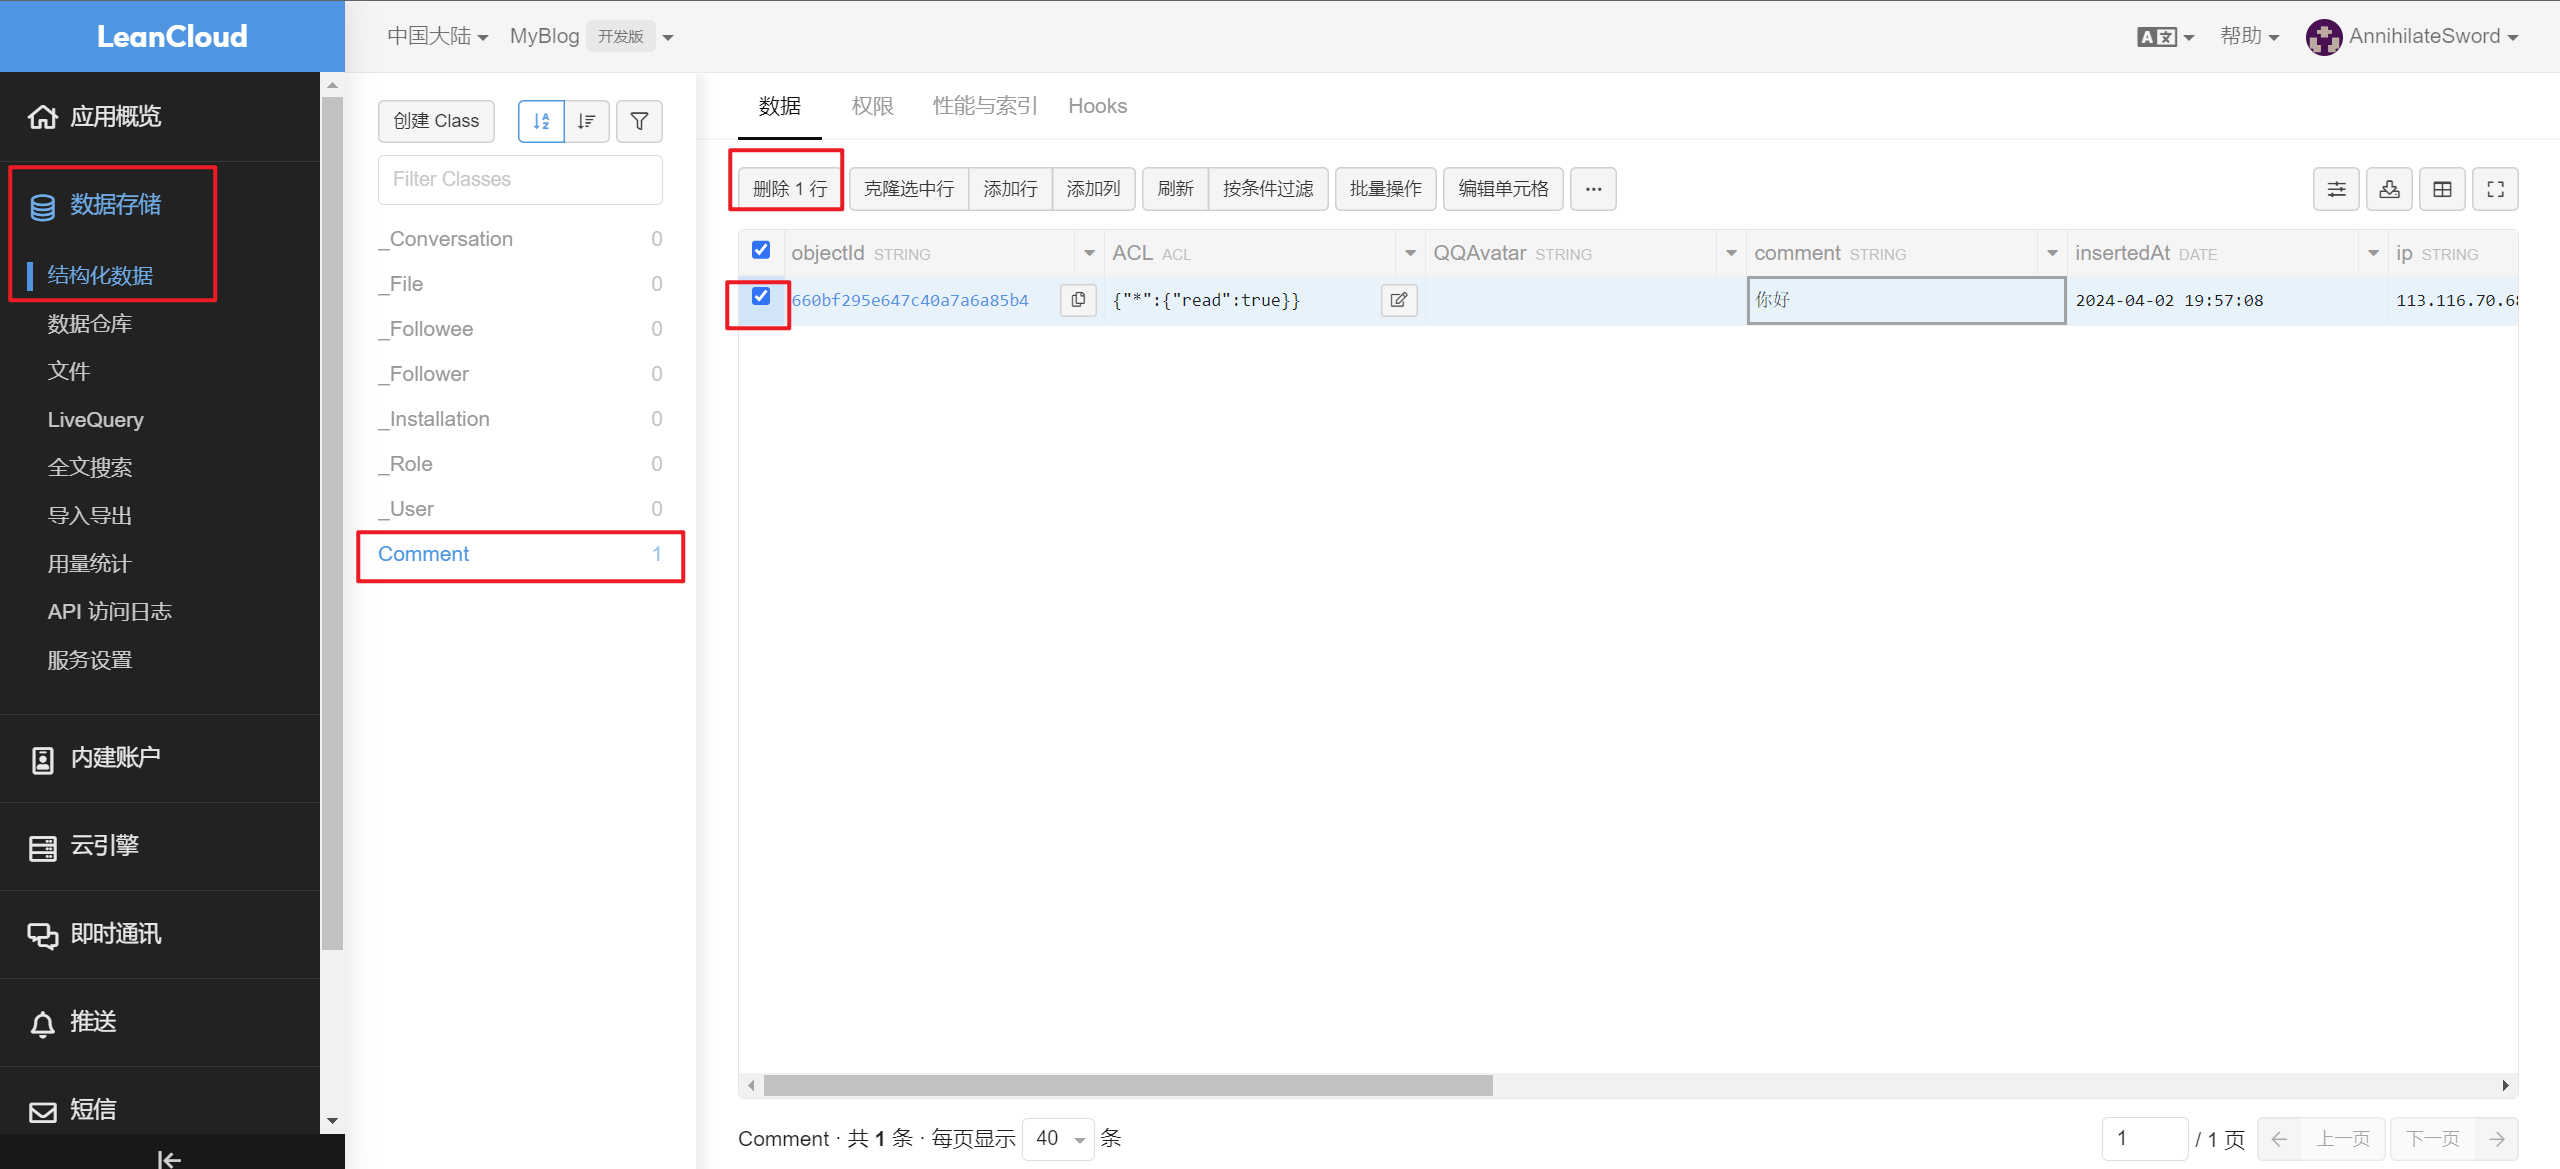 LeanCloud
中国大陆
MyBlog 开发版
帮助
AnnihilateSword
应用概览
数据存储
结构化数据
数据仓库
文件
LiveQuery
全文搜索
导入导出
用量统计
API 访问日志
服务设置
内建账户
云引擎
即时通讯
推送
短信
创建 Class
Filter Classes
_Conversation 0
_File 0
_Followee 0
_Follower 0
_Installation 0
_Role 0
_User 0
Comment 1
数据 权限 性能与索引 Hooks
删除 1 行 克隆选中行 添加行 添加列 刷新 按条件过滤 批量操作 编辑单元格 ...
objectId STRING ACL ACL QQAvatar STRING comment STRING insertedAt DATE ip STRING
660bf295e647c40a7a6a85b4 {"*":{"read":true}} 你好 2024-04-02 19:57:08 113.116.70.6
Comment · 共 1 条 · 每页显示 40 条
1 / 1 页 上一页 下一页